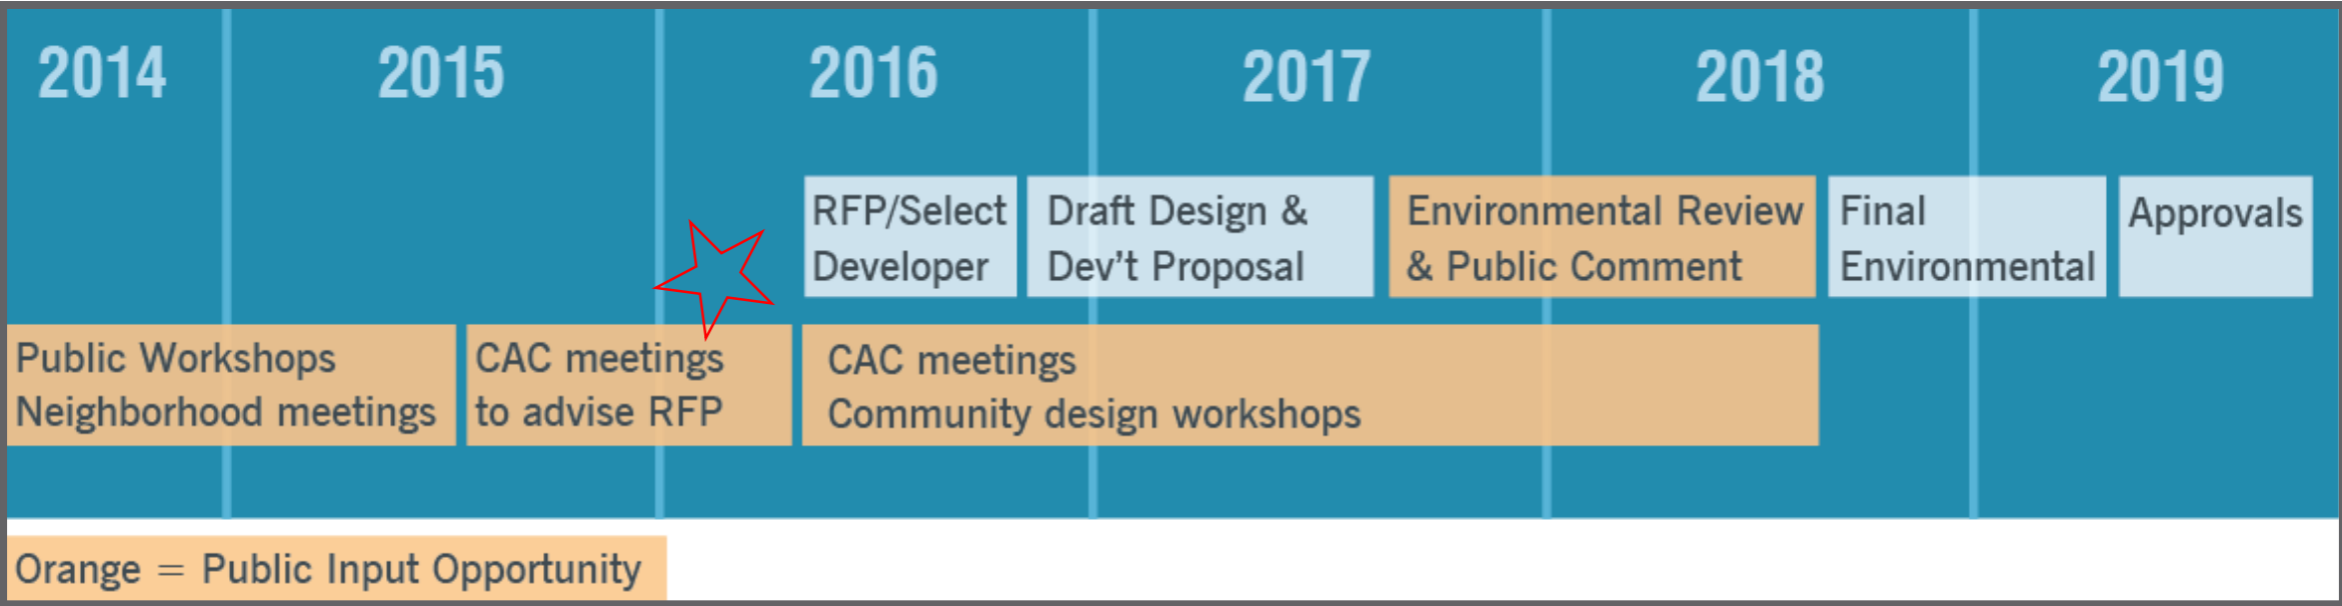 2014
2015
2016
2017
2018
2019
RFP/Select
Developer
Draft Design &
Dev't Proposal
Environmental Review
& Public Comment
Final
Environmental
Approvals
Public Workshops
Neighborhood meetings
CAC meetings
to advise RFP
CAC meetings
Community design workshops
Orange = Public Input Opportunity